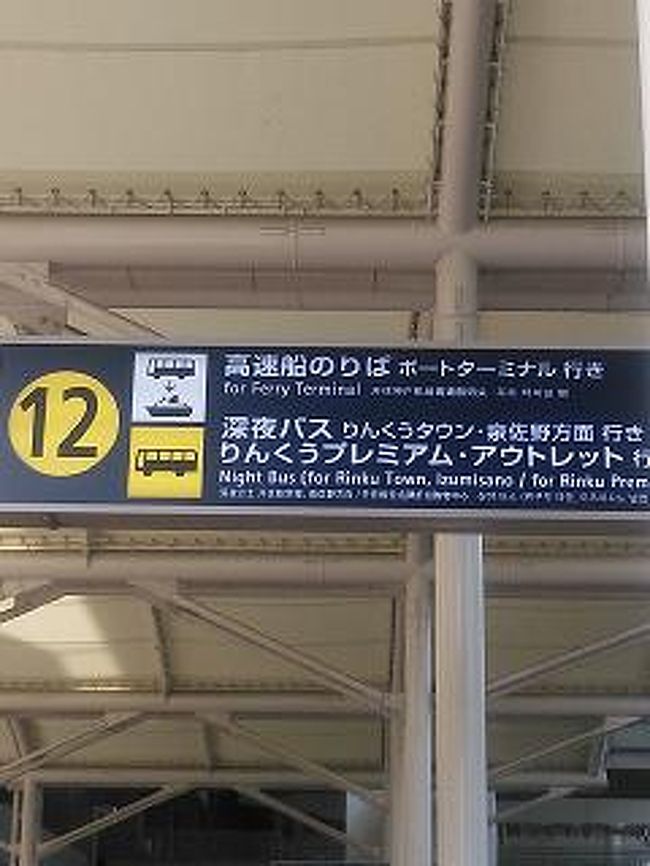 12
高速船のりば ポートターミナル 行き
for Ferry Terminal
深夜バス りんくうタウン・泉佐野方面 行き
りんくうプレミアム・アウトレット 行
Night Bus (for Rinku Town, Izumisano / for Rinku Prem